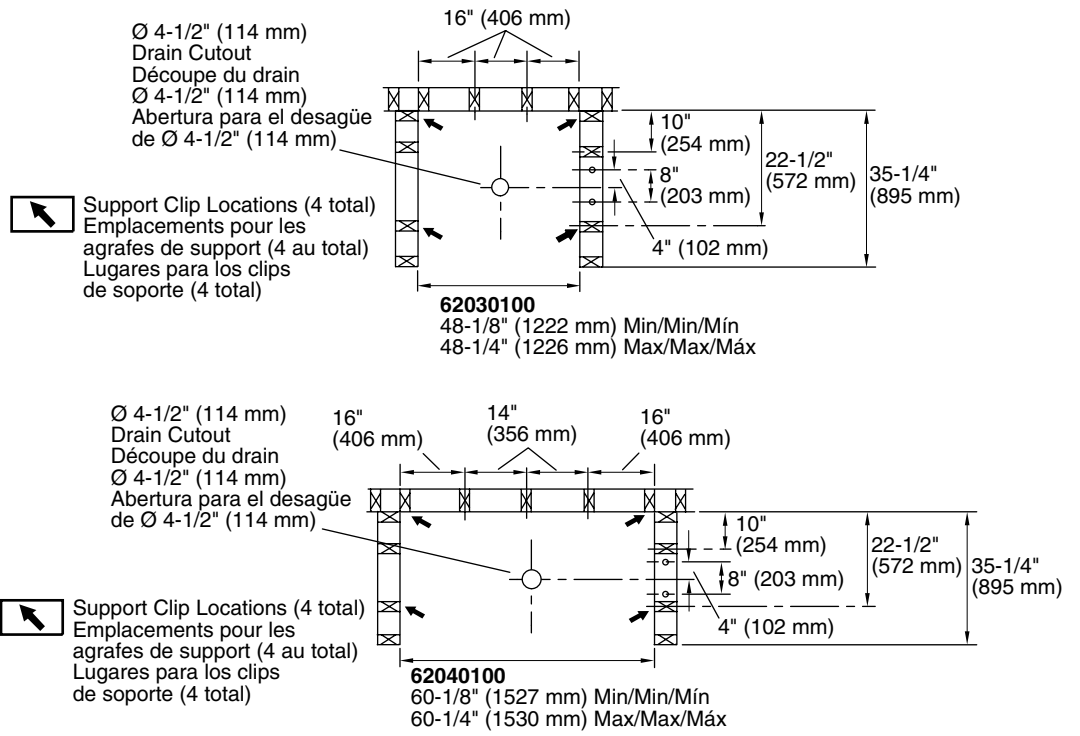 16" (406 mm)
Ø 4-1/2" (114 mm)
Drain Cutout
Découpe du drain
Ø 4-1/2" (114 mm)
Abertura para el desagüe
de Ø 4-1/2" (114 mm)
10"
(254 mm)
22-1/2"
(572 mm)
35-1/4"
(895 mm)
8"
(203 mm)
4" (102 mm)
Support Clip Locations (4 total)
Emplacements pour les
agrafes de support (4 au total)
Lugares para los clips
de soporte (4 total)
62030100
48-1/8" (1222 mm) Min/Min/Mín
48-1/4" (1226 mm) Max/Max/Máx
Ø 4-1/2" (114 mm)
Drain Cutout
Découpe du drain
Ø 4-1/2" (114 mm)
Abertura para el desagüe
de Ø 4-1/2" (114 mm)
16"
(406 mm)
14"
(356 mm)
16"
(406 mm)
10"
(254 mm)
22-1/2"
(572 mm)
35-1/4"
(895 mm)
8" (203 mm)
4" (102 mm)
Support Clip Locations (4 total)
Emplacements pour les
agrafes de support (4 au total)
Lugares para los clips
de soporte (4 total)
62040100
60-1/8" (1527 mm) Min/Min/Mín
60-1/4" (1530 mm) Max/Max/Máx